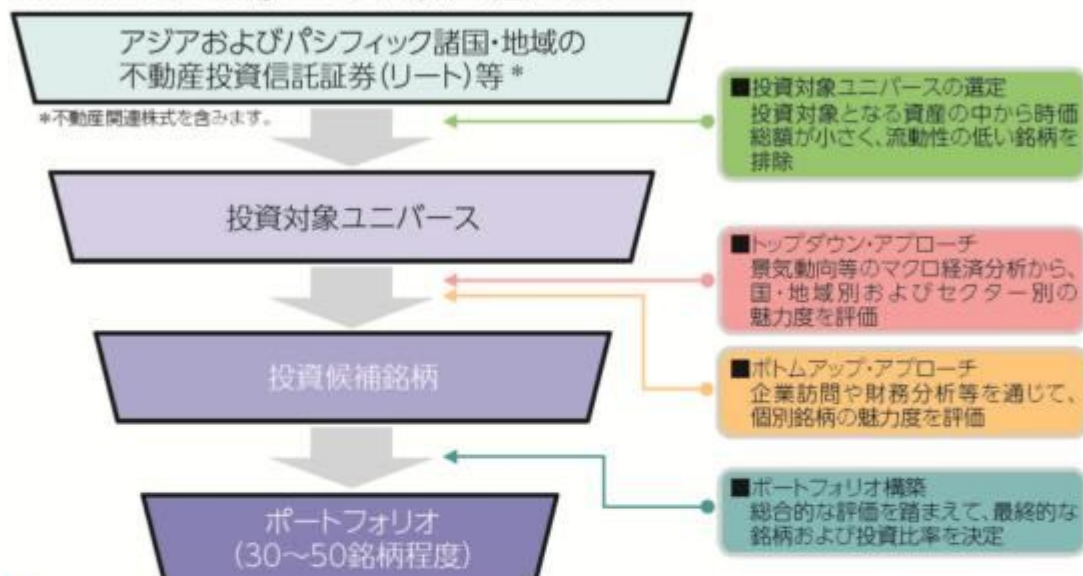 アジアおよびパシフィック諸国・地域の
不動産投資信託証券(リート)等*
*不動産関連株式を含みます。
■投資対象ユニバースの選定
投資対象となる資産の中から時価
総額が小さく、流動性の低い銘柄を
排除
投資対象ユニバース
■トップダウン・アプローチ
景気動向等のマクロ経済分析から、
国・地域別およびセクター別の
魅力度を評価
投資候補銘柄
■ボトムアップ・アプローチ
企業訪問や財務分析等を通じて、
個別銘柄の魅力度を評価
■ポートフォリオ構築
総合的な評価を踏まえて、最終的な
銘柄および投資比率を決定
ポートフォリオ
(30～50銘柄程度)